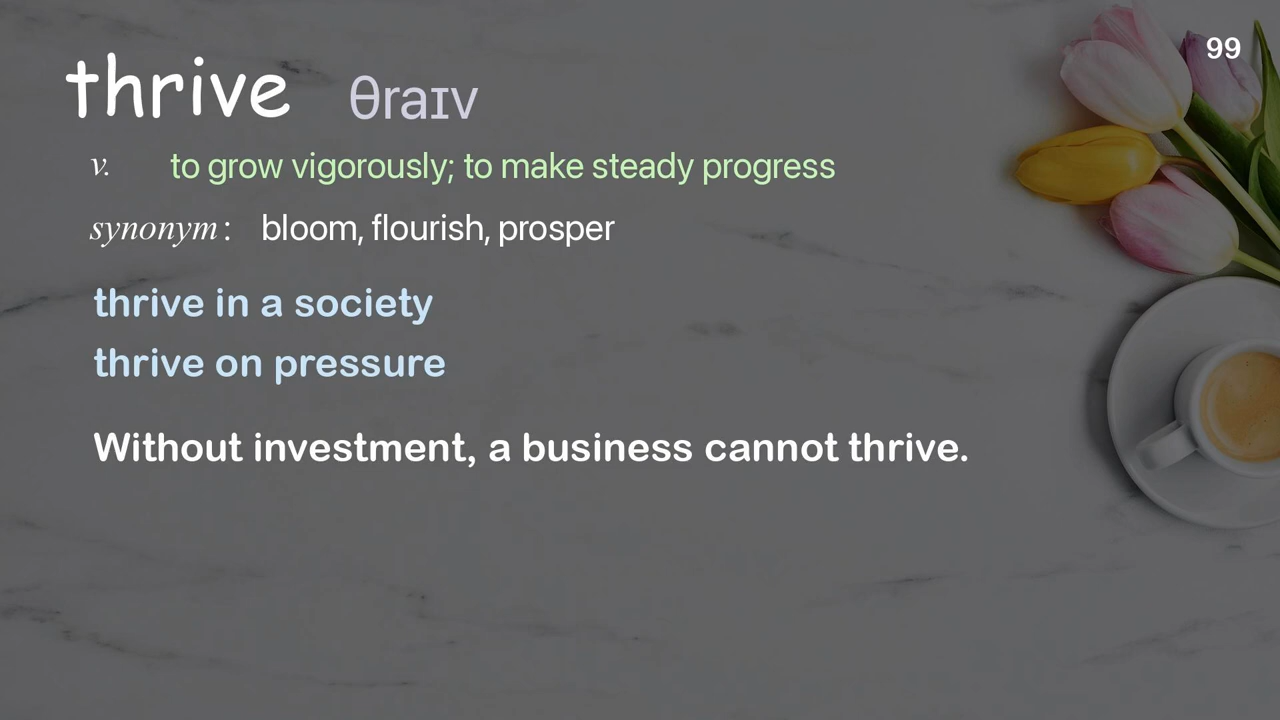 99
thrive θraɪv
v. to grow vigorously; to make steady progress
synonym: bloom, flourish, prosper
thrive in a society
thrive on pressure
Without investment, a business cannot thrive.